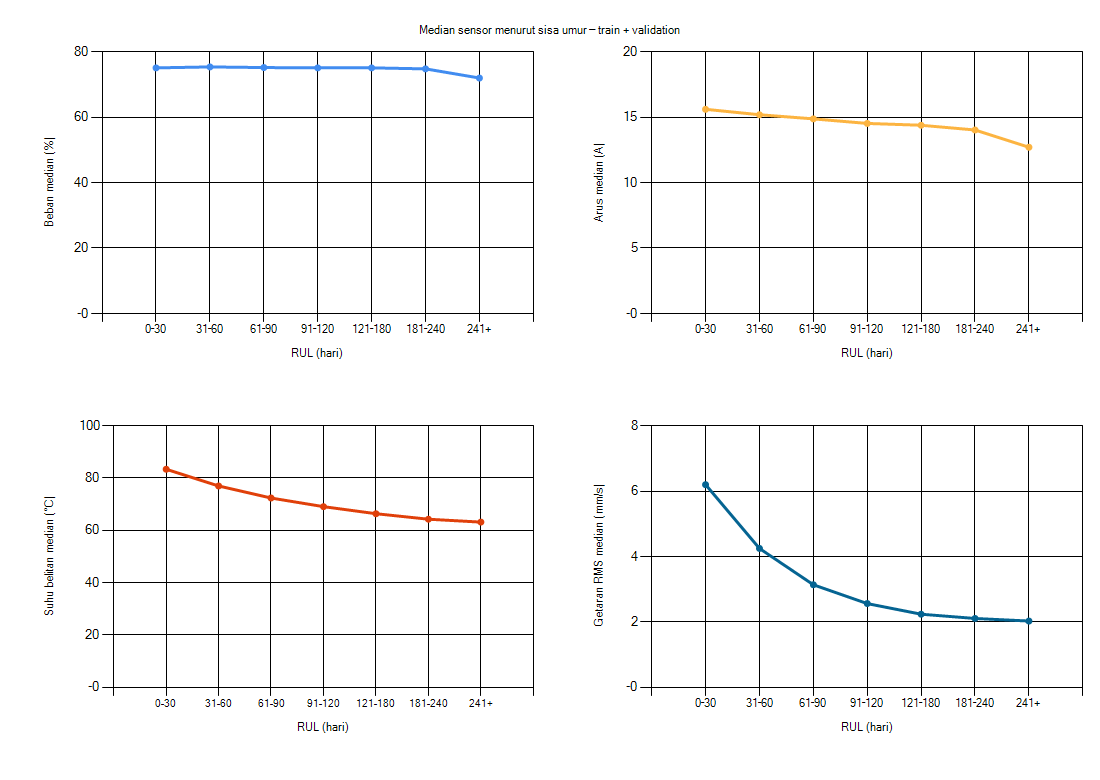 Median sensor menurut sisa umur − train + validation
80
60
40
20
-0
Beban median (%)
0-30 31-60 61-90 91-120 121-180 181-240 241+
RUL (hari)
20
15
10
5
-0
Arus median (A)
0-30 31-60 61-90 91-120 121-180 181-240 241+
RUL (hari)
100
80
60
40
20
-0
Suhu belitan median (°C)
0-30 31-60 61-90 91-120 121-180 181-240 241+
RUL (hari)
8
6
4
2
-0
Getaran RMS median (mm/s)
0-30 31-60 61-90 91-120 121-180 181-240 241+
RUL (hari)